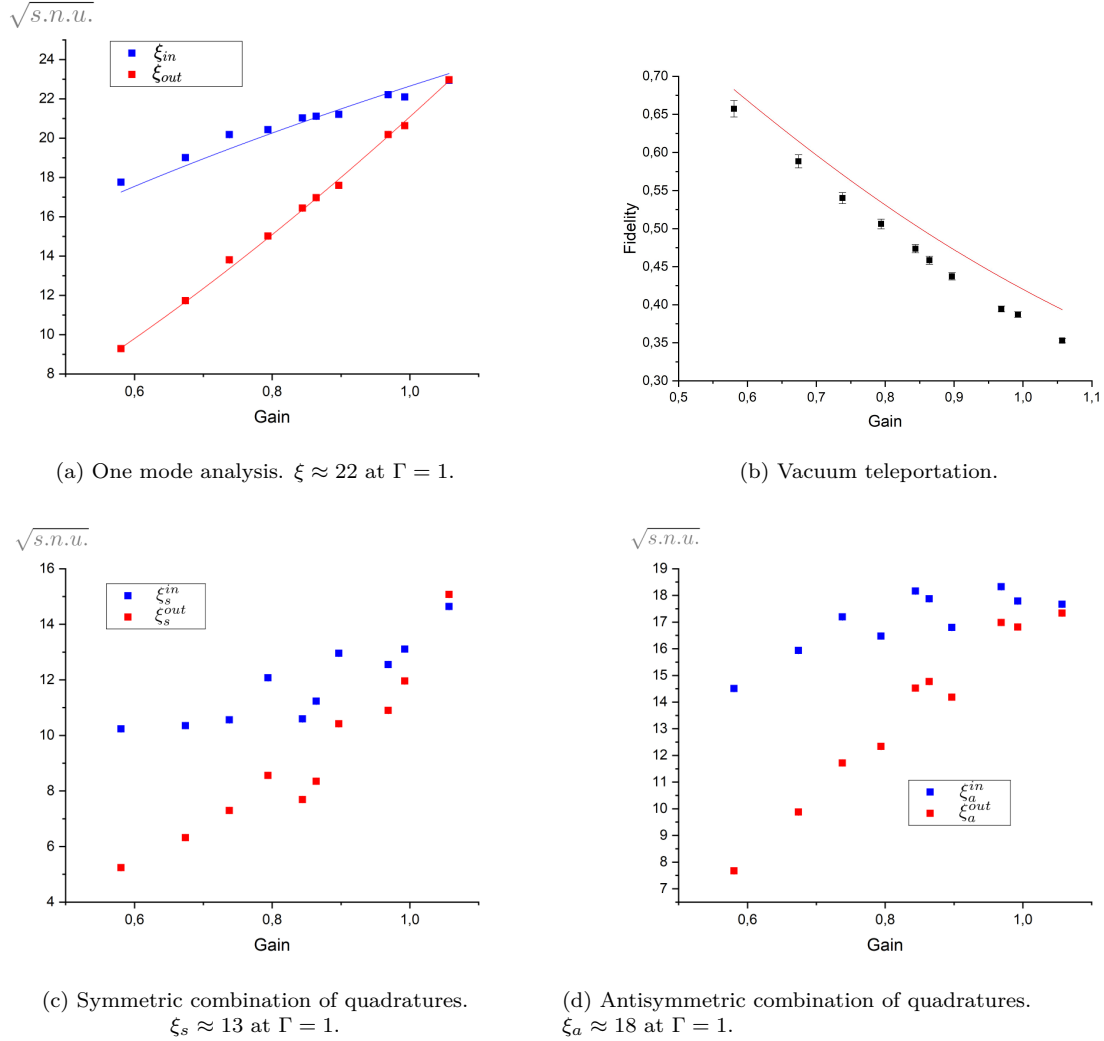 √s.n.u.
24
22
20
18
16
14
12
10
8
0,6
0,8
1,0
Gain
ξin
ξout
0,70
0,65
0,60
0,55
0,50
0,45
0,40
0,35
0,30
Fidelity
0,5
0,6
0,7
0,8
0,9
1,0
1,1
Gain
(a) One mode analysis. ξ ≈ 22 at Γ = 1.
(b) Vacuum teleportation.
√s.n.u.
16
14
12
10
8
6
4
0,6
0,8
1,0
Gain
ξ_s^in
ξ_s^out
√s.n.u.
19
18
17
16
15
14
13
12
11
10
9
8
7
0,6
0,8
1,0
Gain
ξ_a^in
ξ_a^out
(c) Symmetric combination of quadratures.
ξ_s ≈ 13 at Γ = 1.
(d) Antisymmetric combination of quadratures.
ξ_a ≈ 18 at Γ = 1.